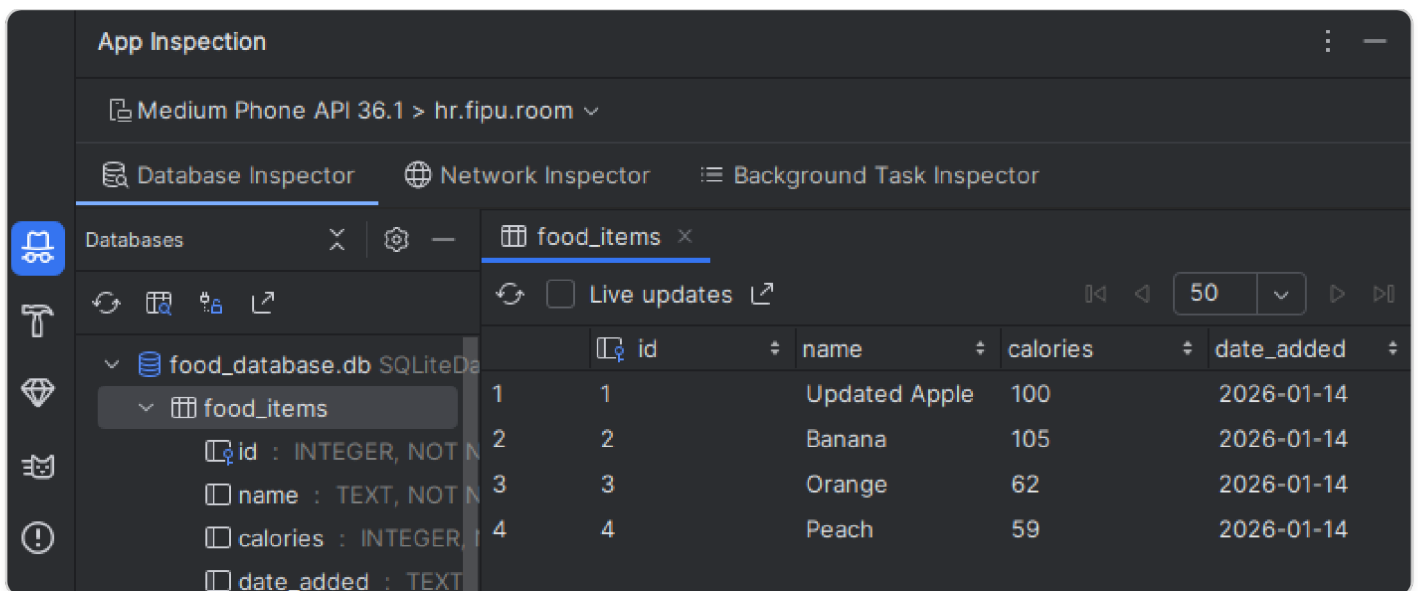 App Inspection
Medium Phone API 36.1 > hr.fipu.room
Database Inspector Network Inspector Background Task Inspector
Databases
food_items
Live updates 50
id name calories date_added
1 1 Updated Apple 100 2026-01-14
2 2 Banana 105 2026-01-14
3 3 Orange 62 2026-01-14
4 4 Peach 59 2026-01-14
food_database.db SQLiteDa
food_items
id : INTEGER, NOT N
name : TEXT, NOT N
calories : INTEGER,
date_added : TEXT